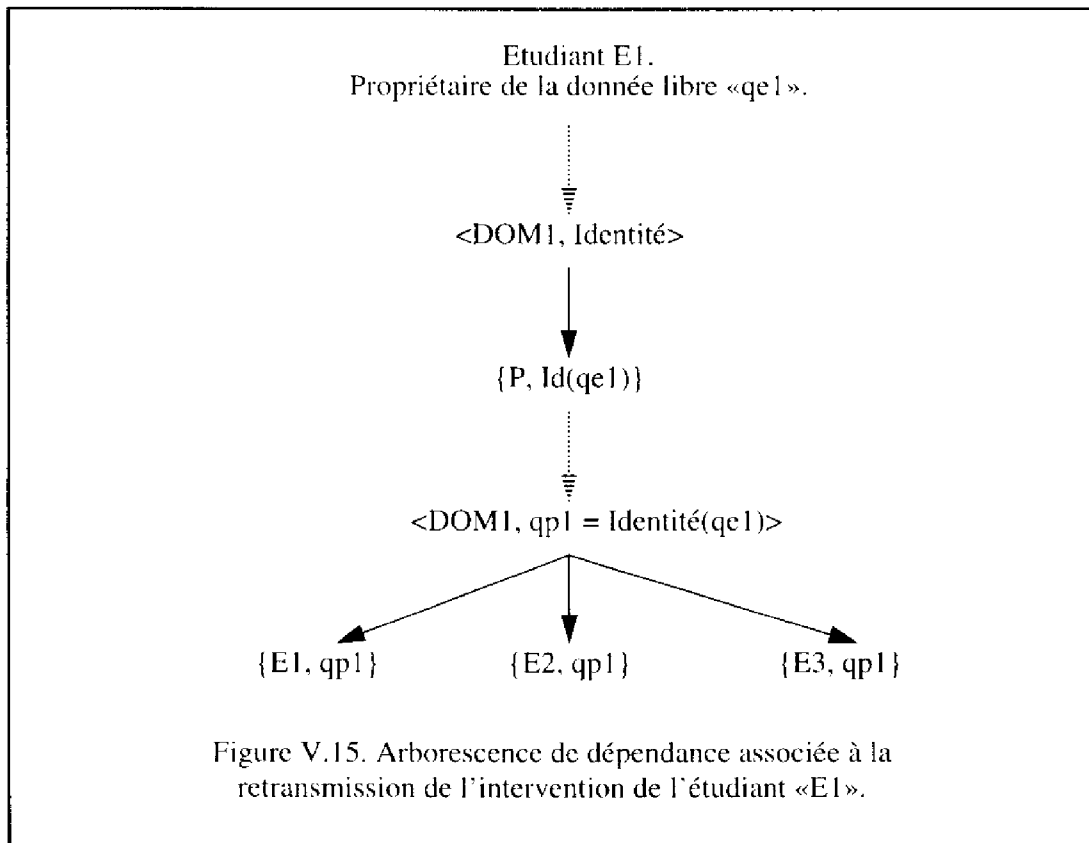 Etudiant E1.
Propriétaire de la donnée libre «qe1».
<DOM1, Identité>
{P, Id(qe1)}
<DOM1, qp1 = Identité(qe1)>
{E1, qp1} {E2, qp1} {E3, qp1}
Figure V.15. Arborescence de dépendance associée à la
retransmission de l'intervention de l'étudiant «E1».